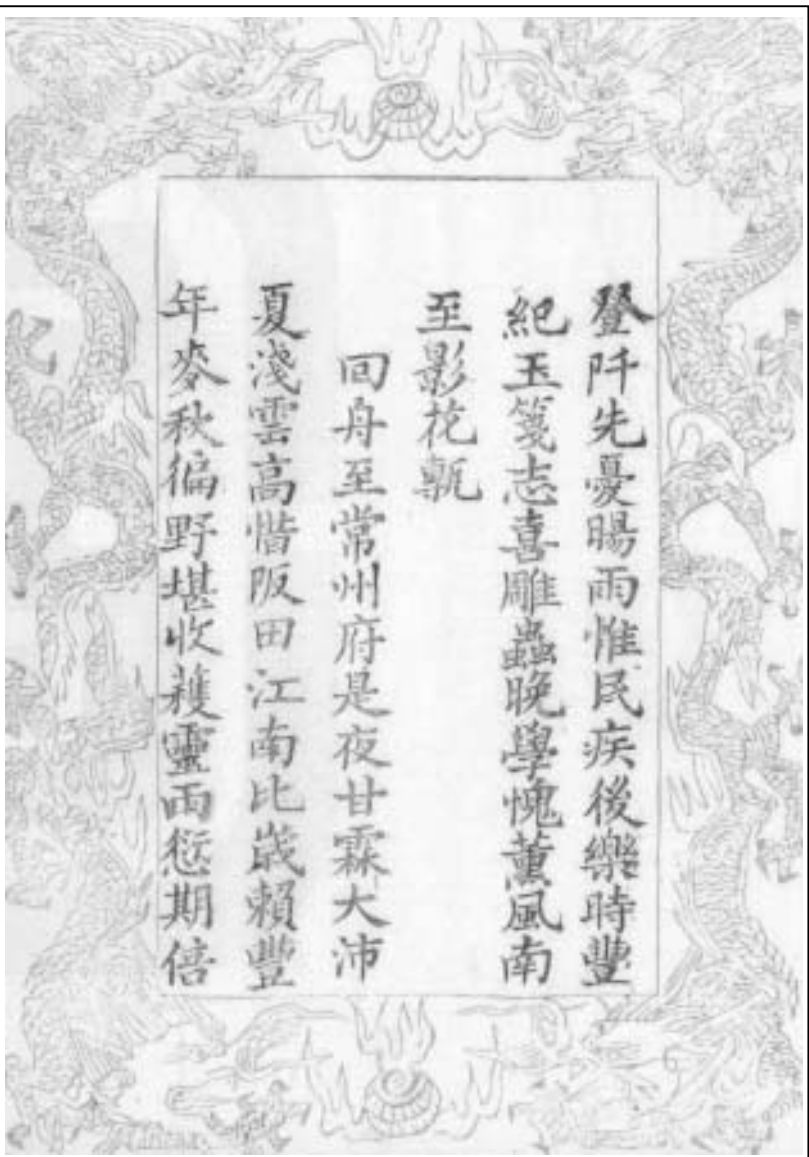 登阡先憂暘雨惟民疾後樂時豐
紀玉箋志喜雕蟲晚學愧薰風南
至影花甎
回舟至常州府是夜甘霖大沛
夏淺雲高惜阪田江南比歲賴豐
年麥秋徧野堪收穫靈雨愆期倍